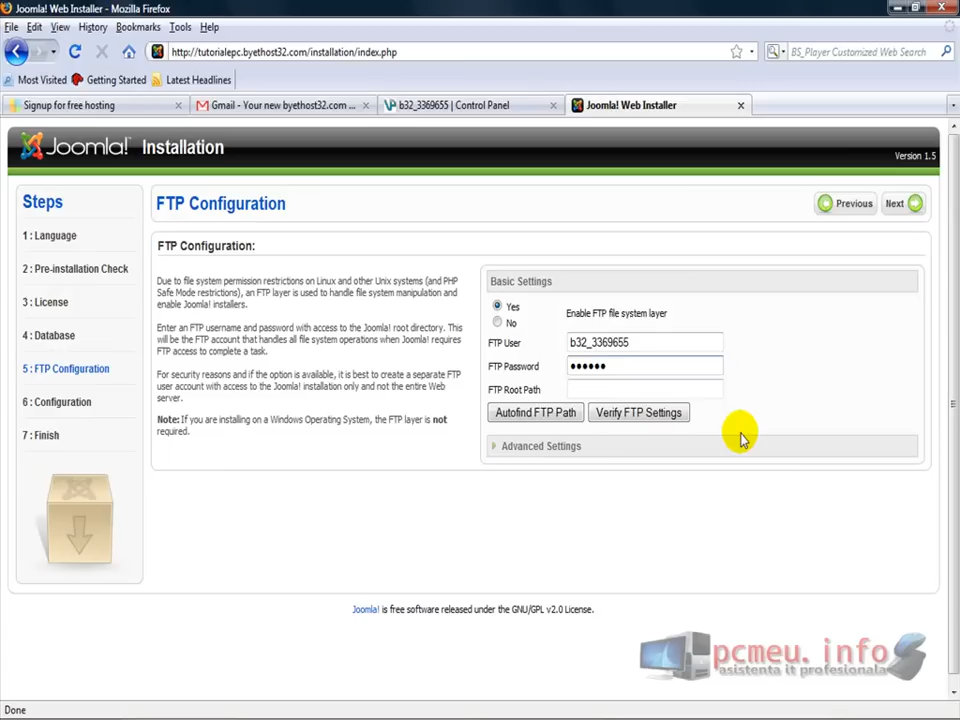 Joomla! Web Installer - Mozilla Firefox
File Edit View History Bookmarks Tools Help
http://tutorialepc.byethost32.com/installation/index.php
BS_Player Customized Web Search
Most Visited Getting Started Latest Headlines
Signup for free hosting
Gmail - Your new byethost32.com ...
b32_3369655 | Control Panel
Joomla! Web Installer
Joomla! Installation
Version 1.5
Steps
1 : Language
2 : Pre-installation Check
3 : License
4 : Database
5 : FTP Configuration
6 : Configuration
7 : Finish
FTP Configuration
Previous
Next
FTP Configuration:
Due to file system permission restrictions on Linux and other Unix systems (and PHP
Safe Mode restrictions), an FTP layer is used to handle file system manipulation and
enable Joomla! installers.
Enter an FTP username and password with access to the Joomla! root directory. This
will be the FTP account that handles all file system operations when Joomla! requires
FTP access to complete a task.
For security reasons and if the option is available, it is best to create a separate FTP
user account with access to the Joomla! installation only and not the entire Web
server.
Note: If you are installing on a Windows Operating System, the FTP layer is not
required.
Basic Settings
Yes
No
Enable FTP file system layer
FTP User b32_3369655
FTP Password ••••••
FTP Root Path
Autofind FTP Path Verify FTP Settings
Advanced Settings
Joomla! is free software released under the GNU/GPL v2.0 License.
pcmeu.info
asistenta it profesionala
Done